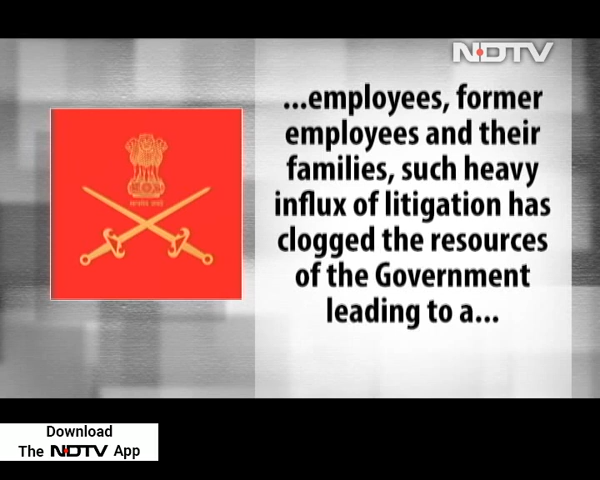 NDTV
...employees, former
employees and their
families, such heavy
influx of litigation has
clogged the resources
of the Government
leading to a...
Download
The NDTV App